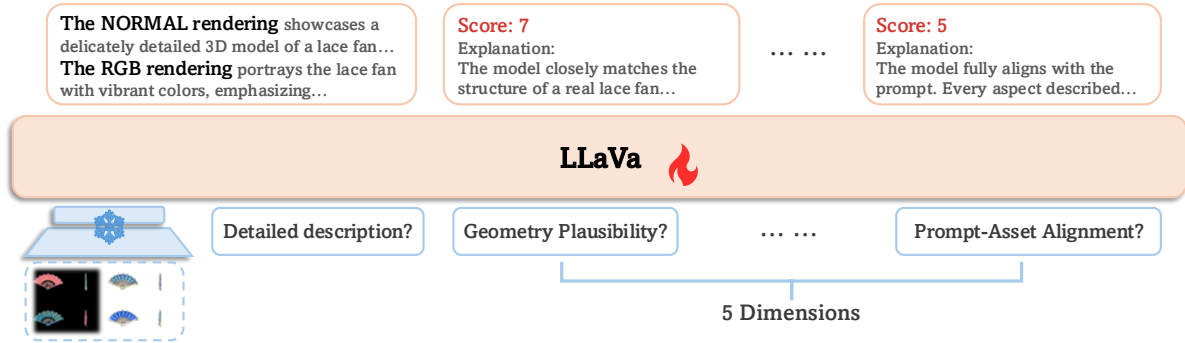 The NORMAL rendering showcases a
delicately detailed 3D model of a lace fan…
The RGB rendering portrays the lace fan
with vibrant colors, emphasizing…
Score: 7
Explanation:
The model closely matches the
structure of a real lace fan…
… …
Score: 5
Explanation:
The model fully aligns with the
prompt. Every aspect described…
LLaVa
Detailed description?
Geometry Plausibility?
… …
Prompt-Asset Alignment?
5 Dimensions